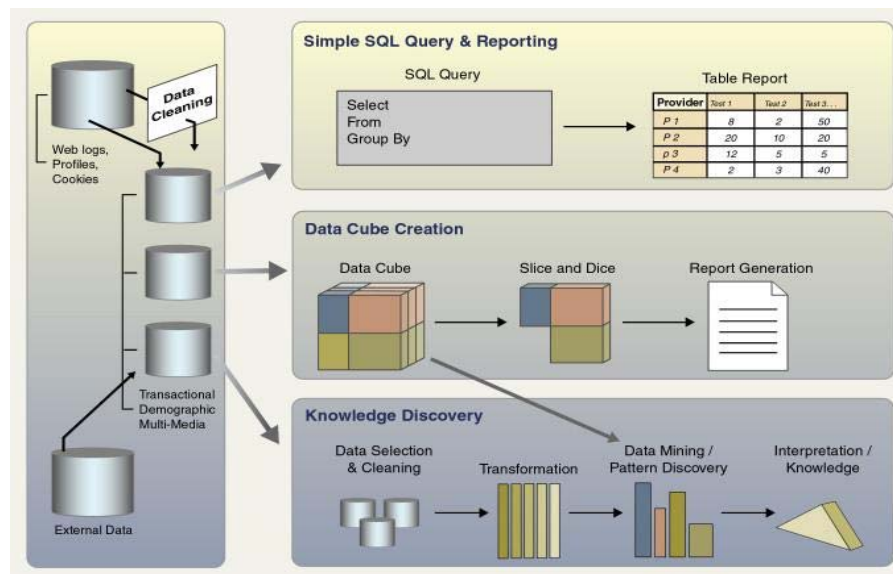 Data
Cleaning
Web logs,
Profiles,
Cookies
Transactional
Demographic
Multi-Media
External Data
Simple SQL Query & Reporting
SQL Query
Select
From
Group By
Table Report
Provider Test 1 Test 2 Test 3...
P 1 8 2 50
P 2 20 10 20
p 3 12 5 5
P 4 2 3 40
Data Cube Creation
Data Cube
Slice and Dice
Report Generation
Knowledge Discovery
Data Selection
& Cleaning
Transformation
Data Mining /
Pattern Discovery
Interpretation /
Knowledge